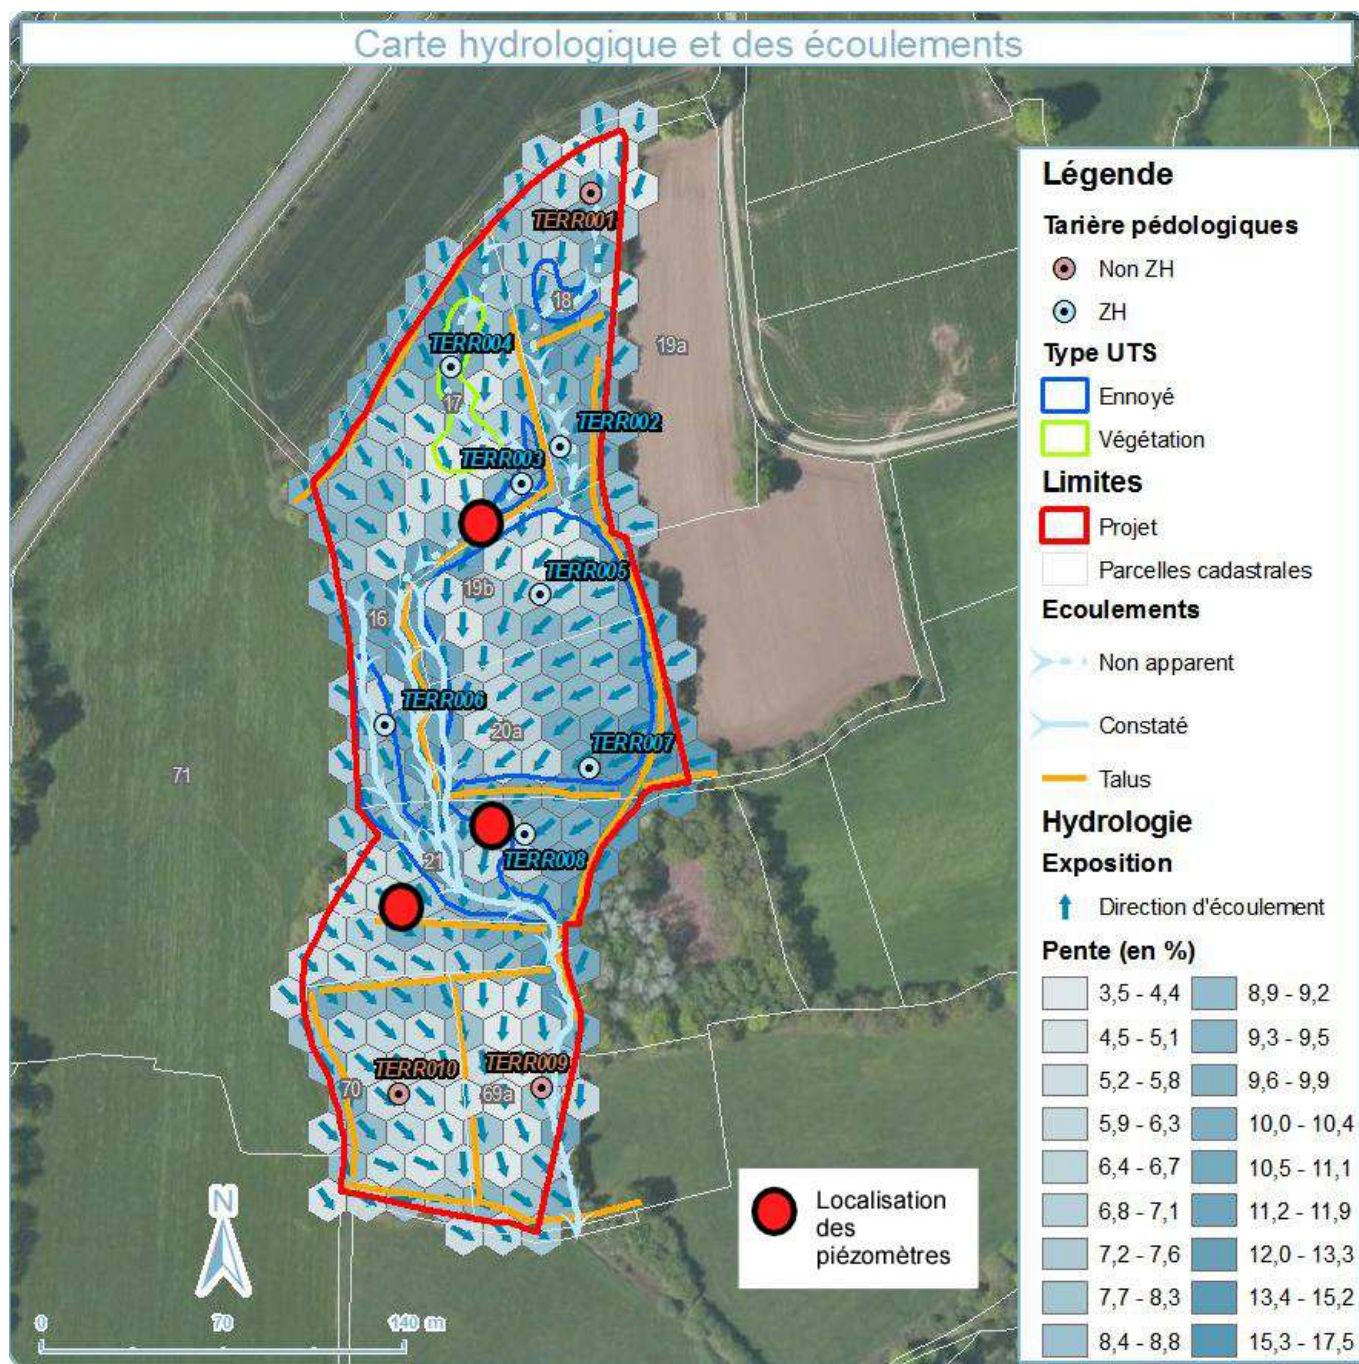 Carte hydrologique et des écoulements
TERR001
18
19a
TERR004
17
TERR002
TERR003
TERR005
19b
16
TERR006
20a
TERR007
71
TERR008
21
TERR010
TERR009
70
69a
N
0 70 140 m
Localisation
des
piézomètres
Légende
Tarière pédologiques
Non ZH
ZH
Type UTS
Ennoyé
Végétation
Limites
Projet
Parcelles cadastrales
Ecoulements
Non apparent
Constaté
Talus
Hydrologie
Exposition
Direction d'écoulement
Pente (en %)
3,5 - 4,4 8,9 - 9,2
4,5 - 5,1 9,3 - 9,5
5,2 - 5,8 9,6 - 9,9
5,9 - 6,3 10,0 - 10,4
6,4 - 6,7 10,5 - 11,1
6,8 - 7,1 11,2 - 11,9
7,2 - 7,6 12,0 - 13,3
7,7 - 8,3 13,4 - 15,2
8,4 - 8,8 15,3 - 17,5